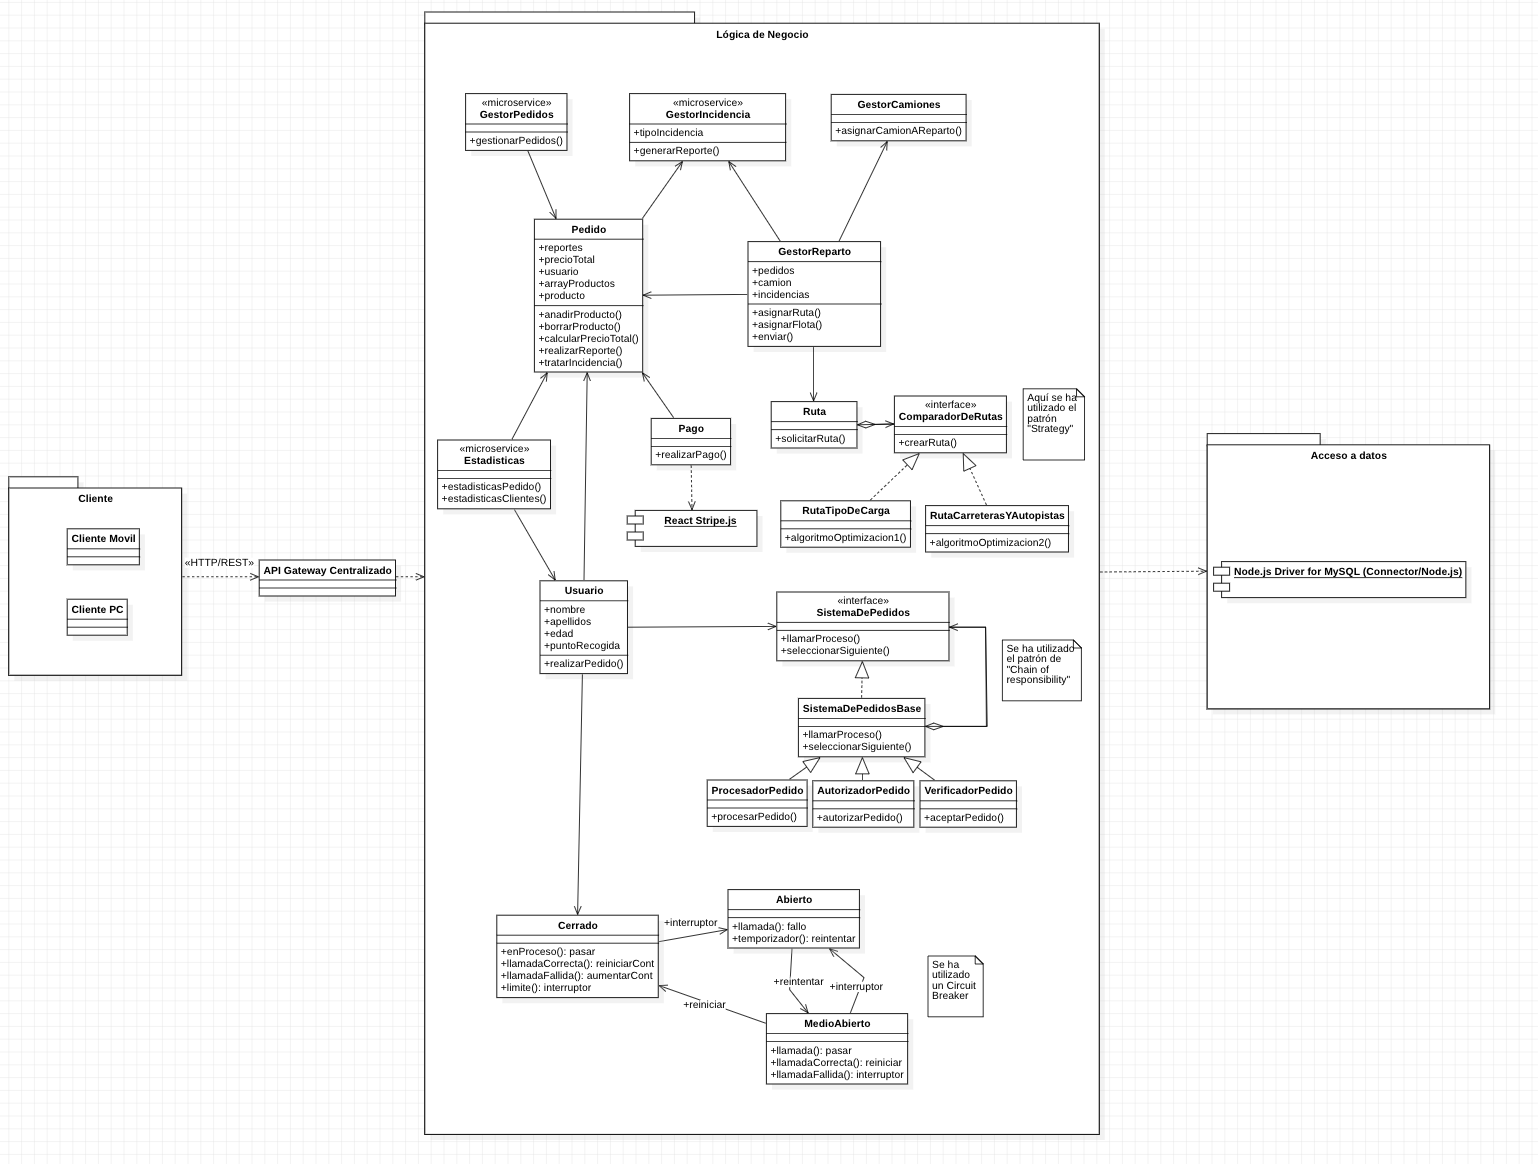 Lógica de Negocio
«microservice»
GestorPedidos
+gestionarPedidos()
«microservice»
GestorIncidencia
+tipoIncidencia
+generarReporte()
GestorCamiones
+asignarCamionAReparto()
Pedido
+reportes
+precioTotal
+usuario
+arrayProductos
+producto
+anadirProducto()
+borrarProducto()
+calcularPrecioTotal()
+realizarReporte()
+tratarIncidencia()
GestorReparto
+pedidos
+camion
+incidencias
+asignarRuta()
+asignarFlota()
+enviar()
Ruta
+solicitarRuta()
«interface»
ComparadorDeRutas
+crearRuta()
Aquí se ha
utilizado el
patrón
"Strategy"
Pago
+realizarPago()
«microservice»
Estadisticas
+estadisticasPedido()
+estadisticasClientes()
React Stripe.js
RutaTipoDeCarga
+algoritmoOptimizacion1()
RutaCarreterasYAutopistas
+algoritmoOptimizacion2()
Acceso a datos
Node.js Driver for MySQL (Connector/Node.js)
Cliente
Cliente Movil
Cliente PC
«HTTP/REST»
API Gateway Centralizado
Usuario
+nombre
+apellidos
+edad
+puntoRecogida
+realizarPedido()
«interface»
SistemaDePedidos
+llamarProceso()
+seleccionarSiguiente()
Se ha utilizado
el patrón de
"Chain of
responsibility"
SistemaDePedidosBase
+llamarProceso()
+seleccionarSiguiente()
ProcesadorPedido
+procesarPedido()
AutorizadorPedido
+autorizarPedido()
VerificadorPedido
+aceptarPedido()
Cerrado
+enProceso(): pasar
+llamadaCorrecta(): reiniciarCont
+llamadaFallida(): aumentarCont
+limite(): interruptor
+interruptor
Abierto
+llamada(): fallo
+temporizador(): reintentar
+reintentar
+interruptor
+reiniciar
MedioAbierto
+llamada(): pasar
+llamadaCorrecta(): reiniciar
+llamadaFallida(): interruptor
Se ha
utilizado
un Circuit
Breaker